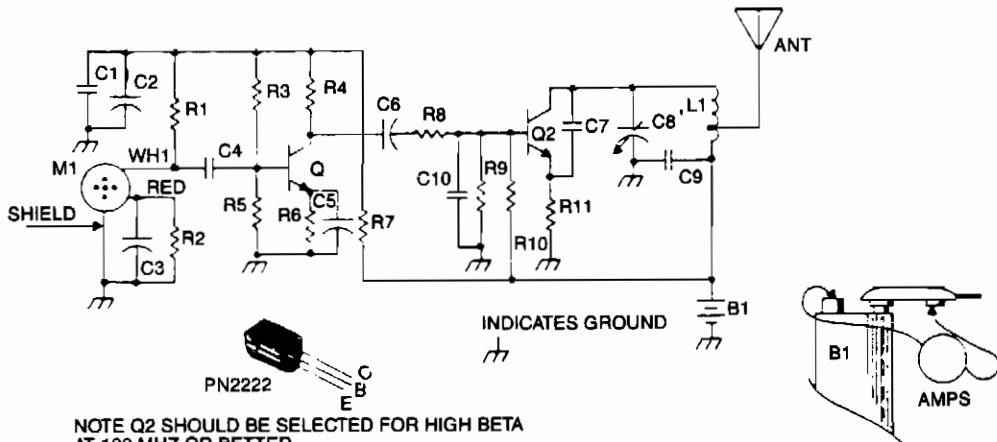 ANT
C1
C2
R1
R3
R4
C6
R8
Q2
C7
C8
L1
M1
WH1
C4
Q
C10
R9
C9
RED
C5
SHIELD
R2
R5
R6
R7
R11
C3
R10
B1
INDICATES GROUND
B1
PN2222
C
B
E
AMPS
NOTE Q2 SHOULD BE SELECTED FOR HIGH BETA